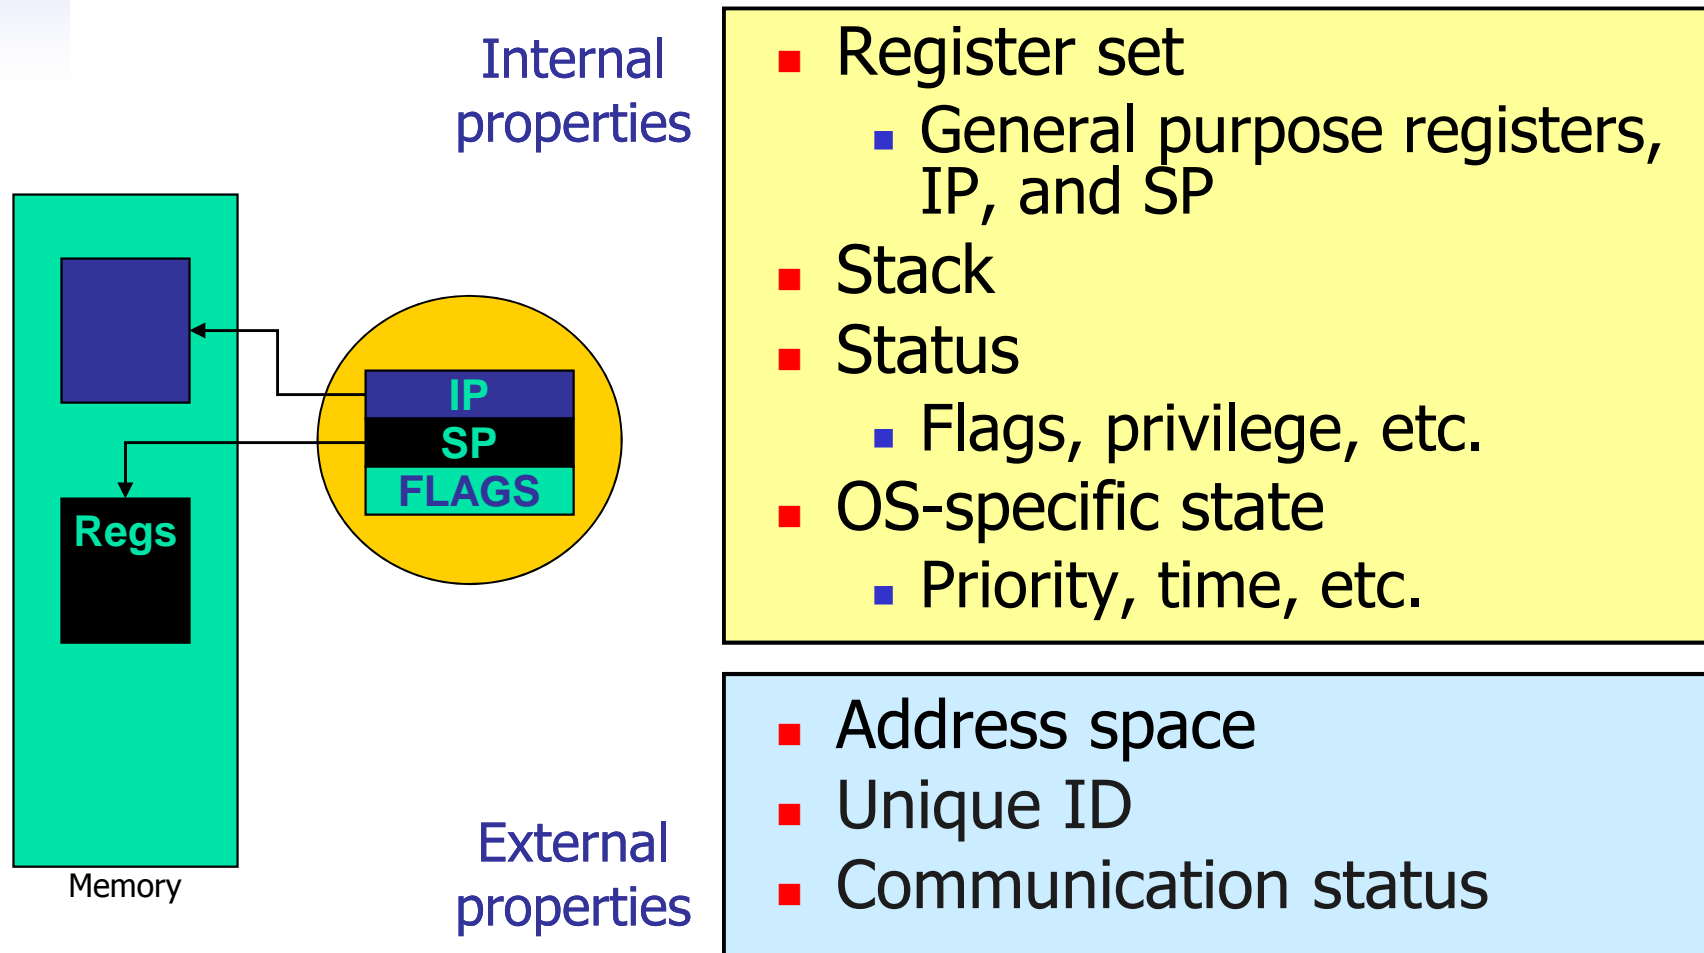 Internal
properties
Register set
General purpose registers,
IP, and SP
Stack
Status
Flags, privilege, etc.
OS-specific state
Priority, time, etc.
IP
SP
FLAGS
Regs
Memory
External
properties
Address space
Unique ID
Communication status